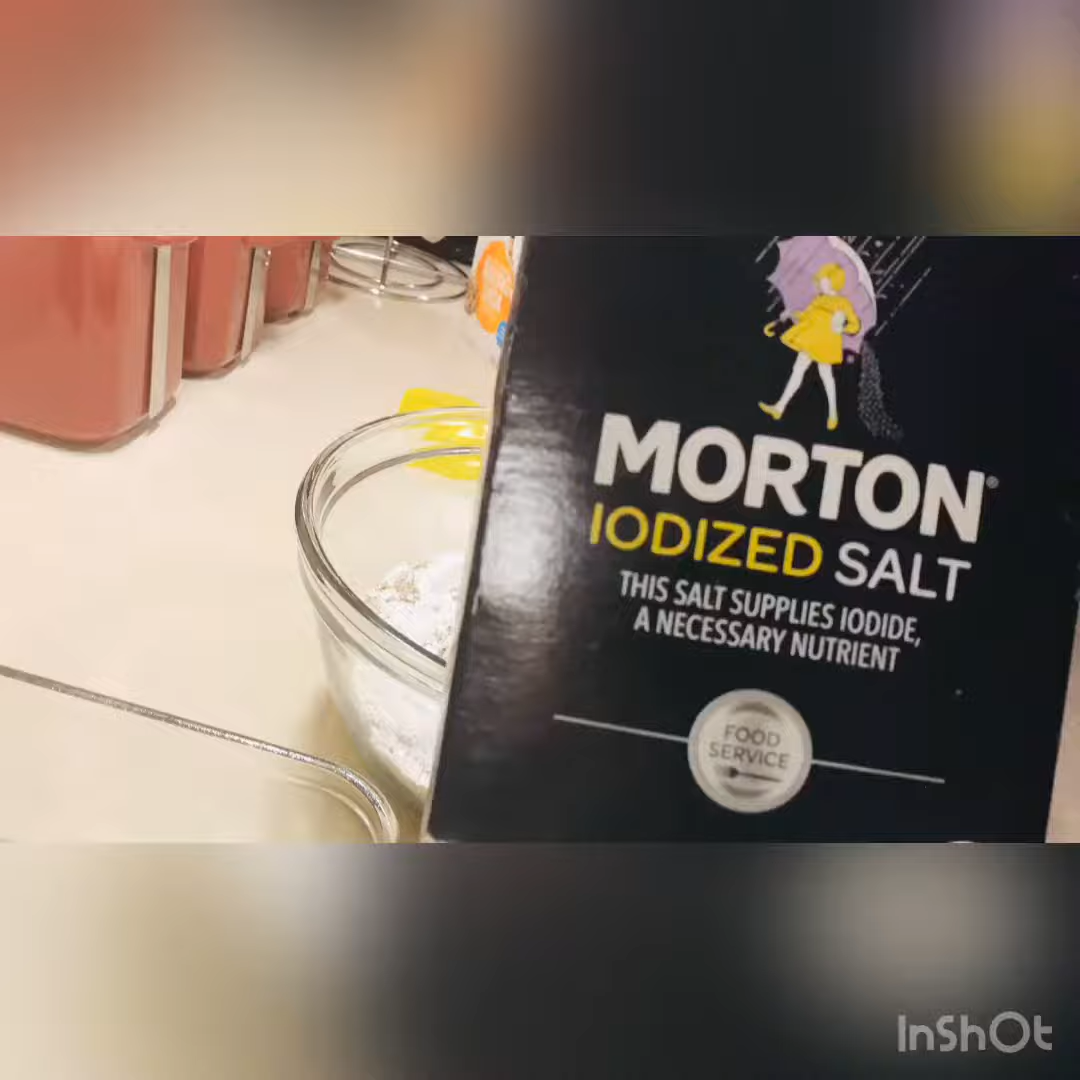 MORTON®
IODIZED SALT
THIS SALT SUPPLIES IODIDE,
A NECESSARY NUTRIENT
FOOD
SERVICE
InShOt